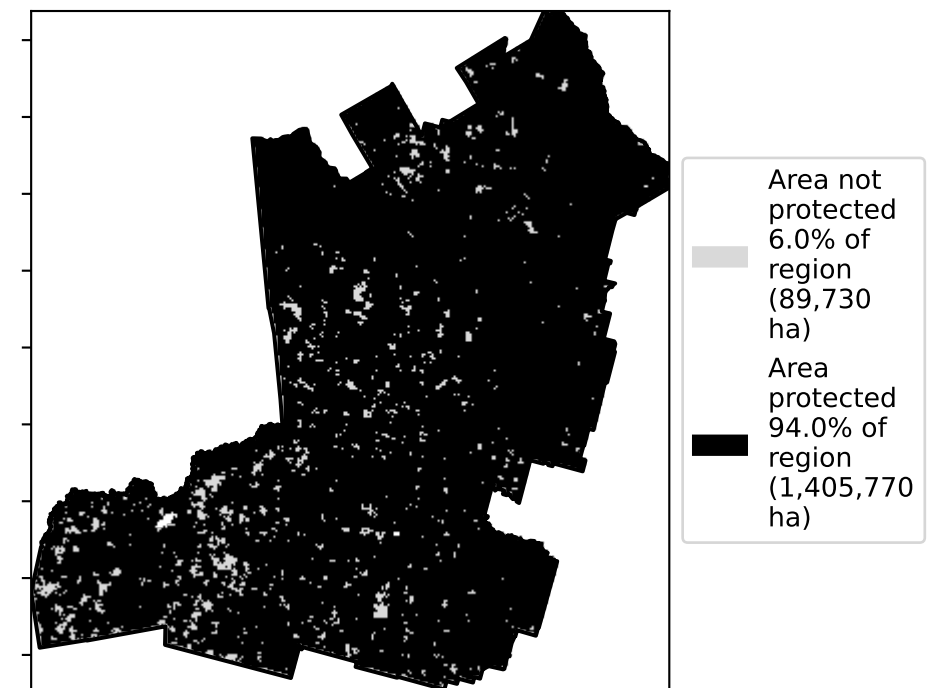 Area not
protected
6.0% of
region
(89,730
ha)
Area
protected
94.0% of
region
(1,405,770
ha)